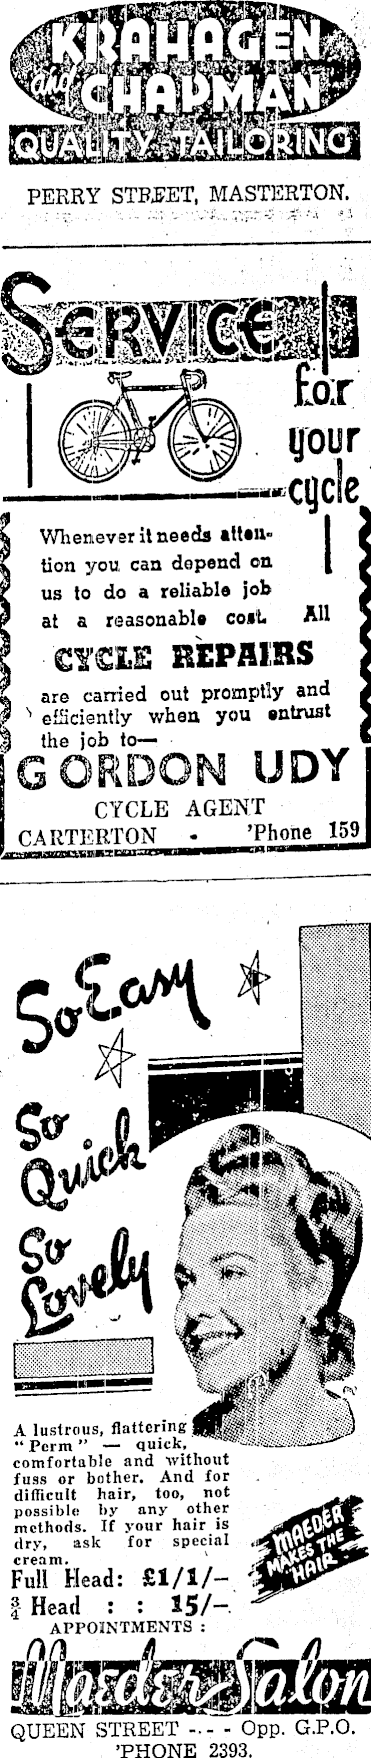 KRAHAGEN
and CHAPMAN
QUALITY TAILORING
PERRY STREET, MASTERTON.
SERVICE
for
your
cycle
Whenever it needs atten-
tion you can depend on
us to do a reliable job
at a reasonable cost. All
CYCLE REPAIRS
are carried out promptly and
efficiently when you entrust
the job to—
GORDON UDY
CYCLE AGENT
CARTERTON - 'Phone 159
So Easy
So
Quick
So
Lovely
A lustrous, flattering
"Perm" — quick,
comfortable and without
fuss or bother. And for
difficult hair, too, not
possible by any other
methods. If your hair is
dry, ask for special
cream.
Full Head: £1/1/-
¾ Head : : 15/-.
APPOINTMENTS :
MAEDER
MAKES THE
HAIR
Maeder Salon
QUEEN STREET - - - Opp. G.P.O.
'PHONE 2393.